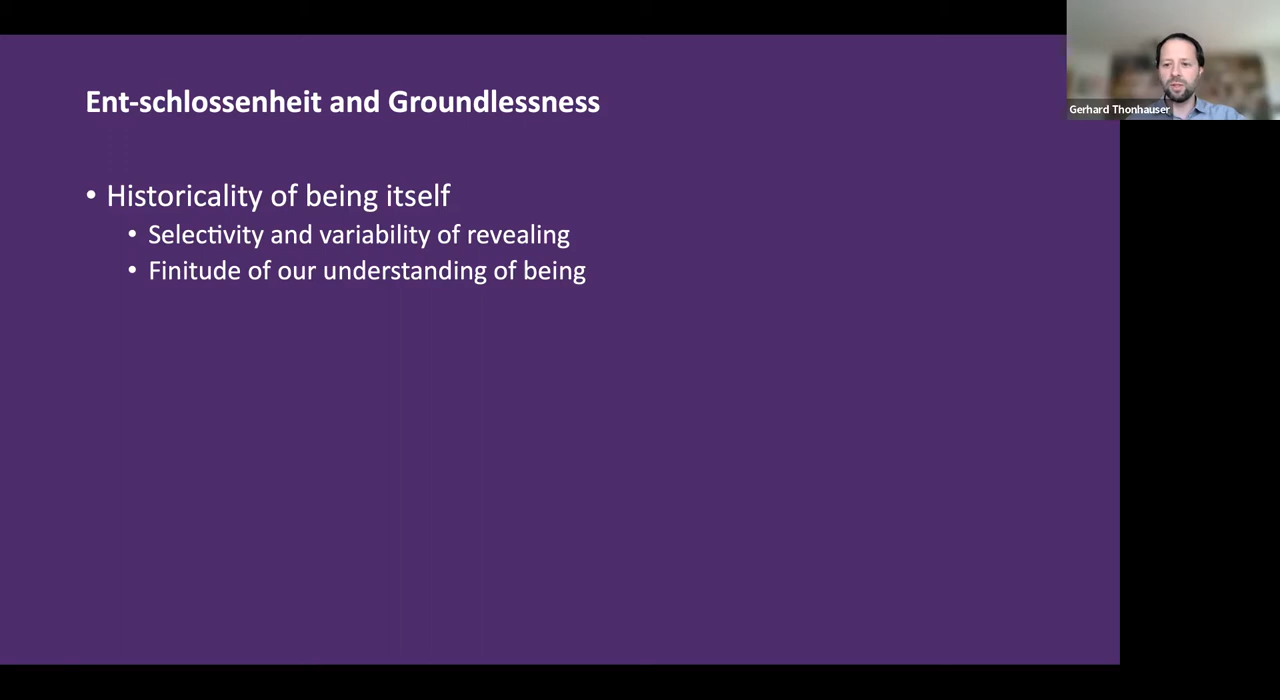 Ent-schlossenheit and Groundlessness
• Historicality of being itself
• Selectivity and variability of revealing
• Finitude of our understanding of being
Gerhard Thonhauser